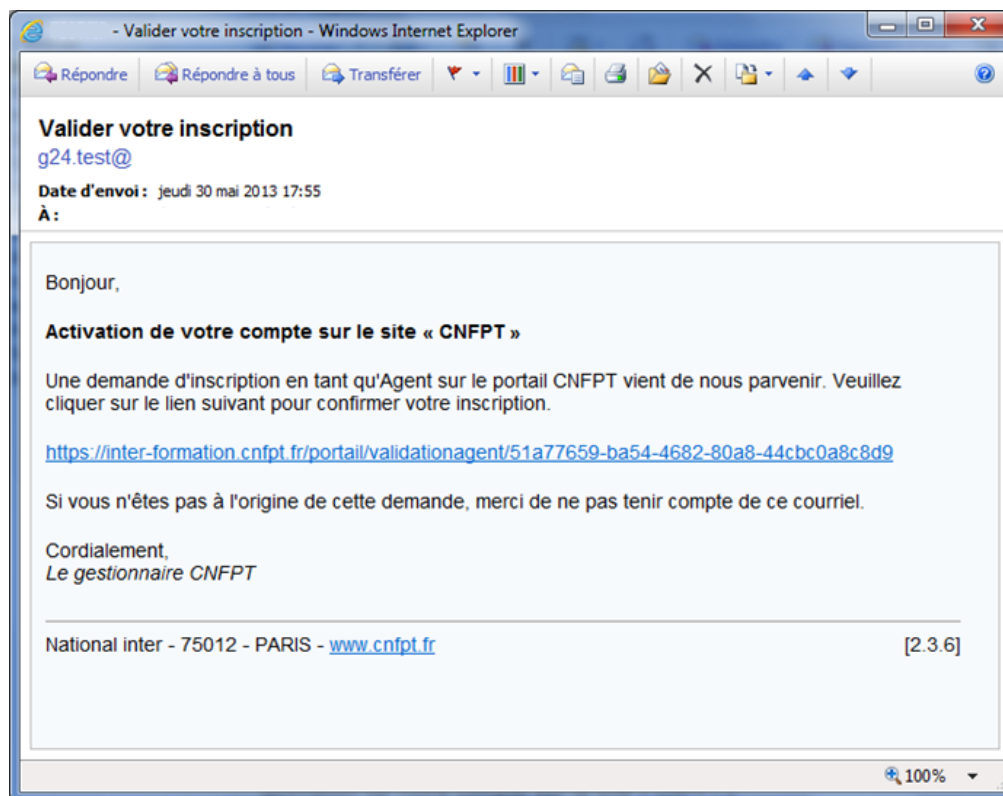 - Valider votre inscription - Windows Internet Explorer
Répondre Répondre à tous Transférer
Valider votre inscription
g24.test@
Date d'envoi : jeudi 30 mai 2013 17:55
À :
Bonjour,
Activation de votre compte sur le site « CNFPT »
Une demande d'inscription en tant qu'Agent sur le portail CNFPT vient de nous parvenir. Veuillez
cliquer sur le lien suivant pour confirmer votre inscription.
https://inter-formation.cnfpt.fr/portail/validationagent/51a77659-ba54-4682-80a8-44cbc0a8c8d9
Si vous n'êtes pas à l'origine de cette demande, merci de ne pas tenir compte de ce courriel.
Cordialement,
Le gestionnaire CNFPT
National inter - 75012 - PARIS - www.cnfpt.fr [2.3.6]
100%